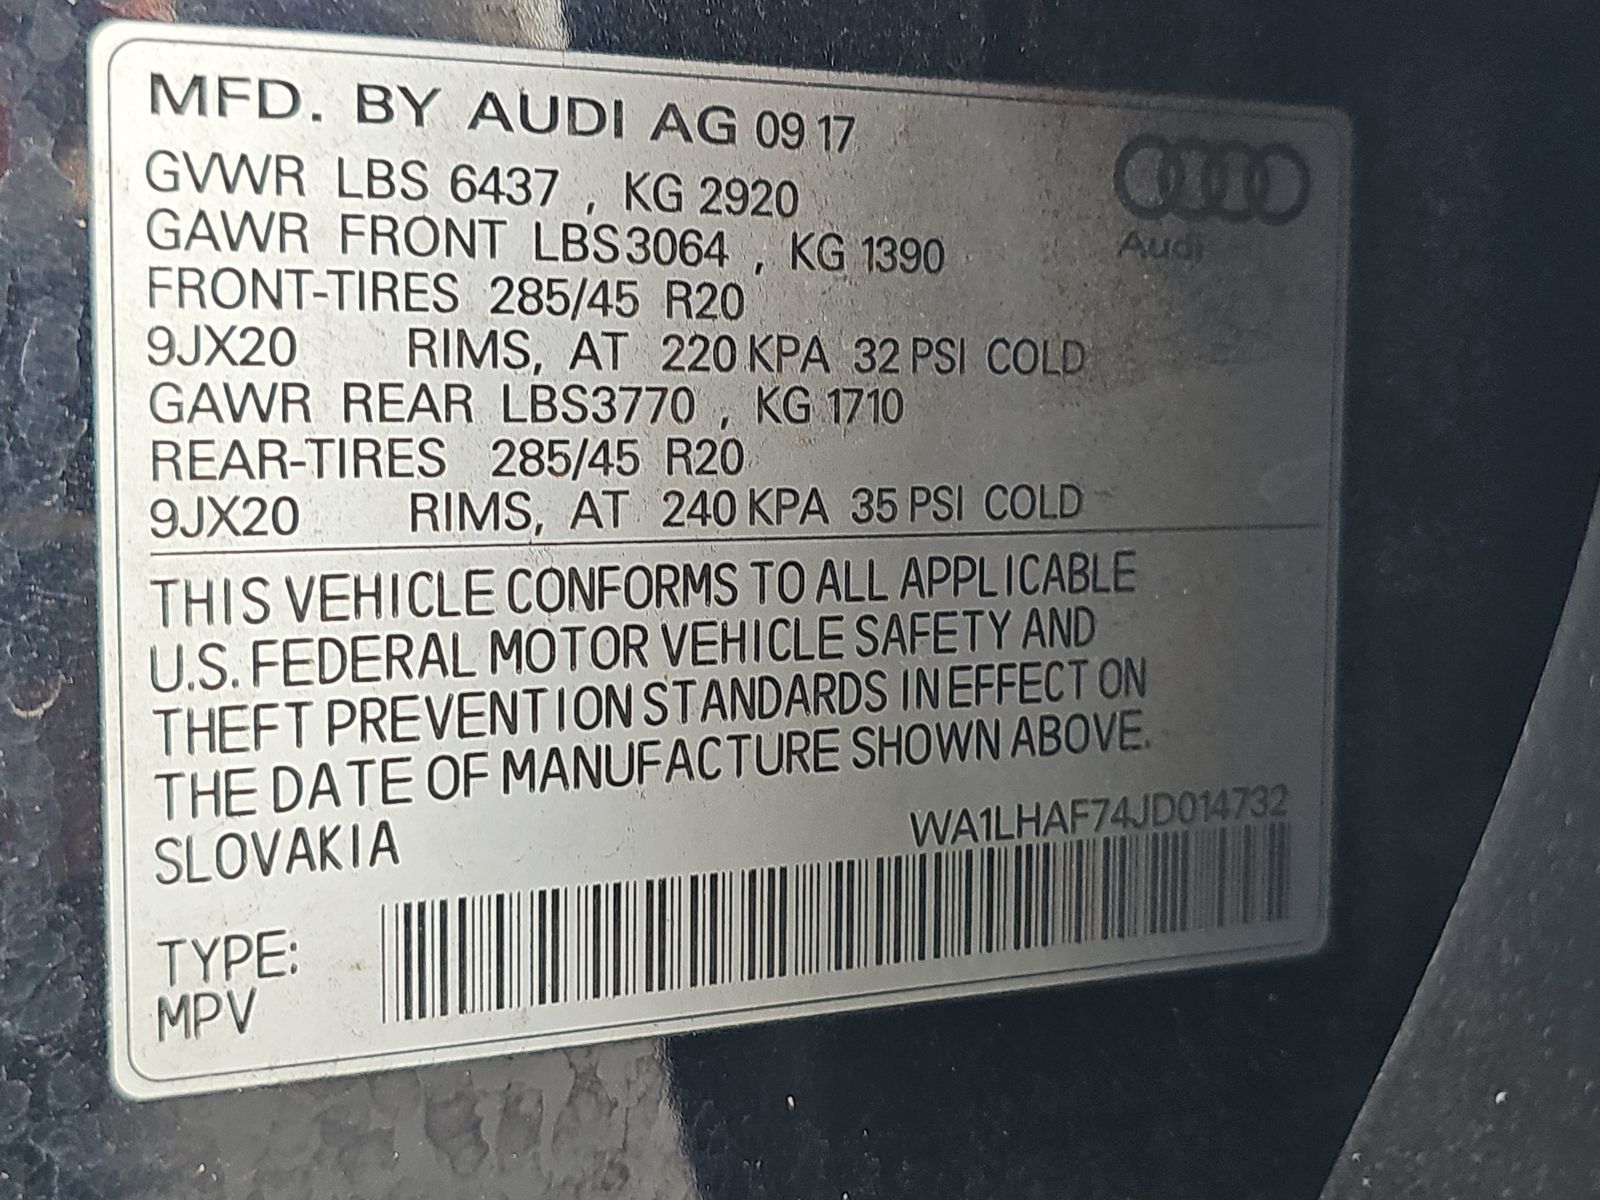 MFD. BY AUDI AG 09 17
GVWR LBS 6437 , KG 2920
GAWR FRONT LBS3064 , KG 1390
FRONT-TIRES 285/45 R20
9JX20 RIMS, AT 220 KPA 32 PSI COLD
GAWR REAR LBS3770 , KG 1710
REAR-TIRES 285/45 R20
9JX20 RIMS, AT 240 KPA 35 PSI COLD
Audi
THIS VEHICLE CONFORMS TO ALL APPLICABLE
U.S. FEDERAL MOTOR VEHICLE SAFETY AND
THEFT PREVENTION STANDARDS IN EFFECT ON
THE DATE OF MANUFACTURE SHOWN ABOVE.
SLOVAKIA
WA1LHAF74JD014732
TYPE:
MPV